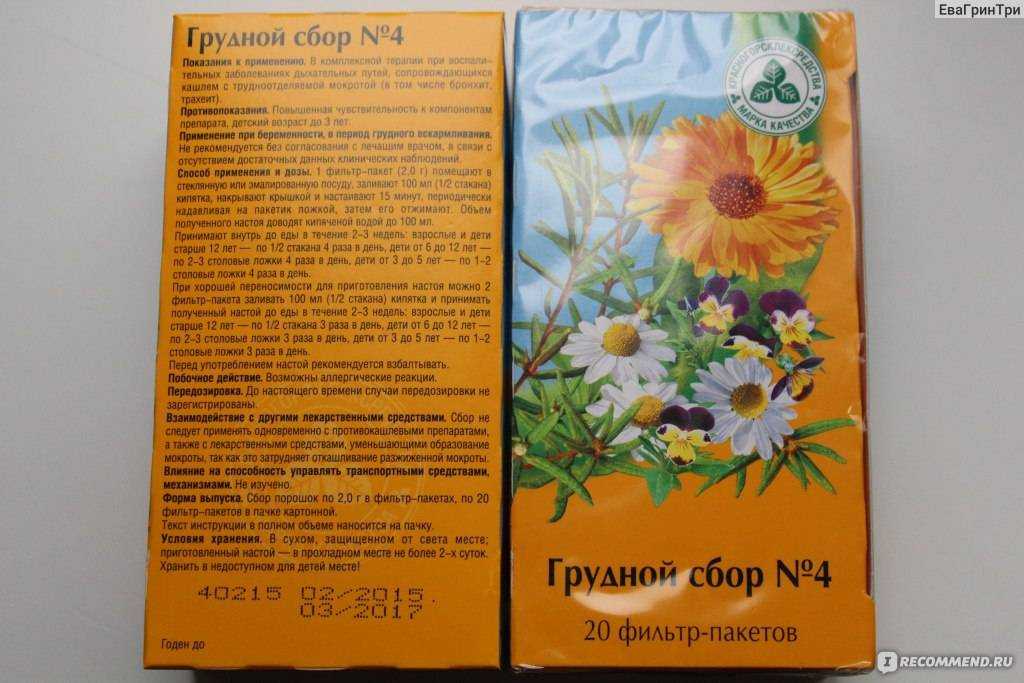 Грудной сбор №4
Показания к применению. В комплексной терапии при воспали-
тельных заболеваниях дыхательных путей, сопровождающихся
кашлем с трудноотделяемой мокротой (в том числе бронхит,
трахеит).
Противопоказания. Повышенная чувствительность к компонентам
препарата, детский возраст до 3 лет.
Применение при беременности, в период грудного вскармливания.
Не рекомендуется без согласования с лечащим врачом, в связи с
отсутствием достаточных данных клинических наблюдений.
Способ применения и дозы. 1 фильтр-пакет (2,0 г) помещают в
стеклянную или эмалированную посуду, заливают 100 мл (1/2 стакана)
кипятка, накрывают крышкой и настаивают 15 минут, периодически
надавливая на пакетик ложкой, затем его отжимают. Объем
полученного настоя доводят кипяченой водой до 100 мл.
Принимают внутрь до еды в течение 2–3 недель: взрослые и дети
старше 12 лет — по 1/2 стакана 4 раза в день, дети от 6 до 12 лет —
по 2–3 столовые ложки 4 раза в день, дети от 3 до 5 лет — по 1–2
столовые ложки 4 раза в день.
При хорошей переносимости для приготовления настоя можно 2
фильтр-пакета заливать 100 мл (1/2 стакана) кипятка и принимать
полученный настой до еды в течение 2–3 недель: взрослые и дети
старше 12 лет — по 1/2 стакана 3 раза в день, дети от 6 до 12 лет —
по 2–3 столовые ложки 3 раза в день, дети от 3 до 5 лет — по 1–2
столовые ложки 3 раза в день.
Перед употреблением настой рекомендуется взбалтывать.
Побочное действие. Возможны аллергические реакции.
Передозировка. До настоящего времени случаи передозировки не
зарегистрированы.
Взаимодействие с другими лекарственными средствами. Сбор не
следует применять одновременно с противокашлевыми препаратами,
а также с лекарственными средствами, уменьшающими образование
мокроты, так как это затрудняет откашливание разжиженной мокроты.
Влияние на способность управлять транспортными средствами,
механизмами. Не изучено.
Форма выпуска. Сбор порошок по 2,0 г в фильтр-пакетах, по 20
фильтр-пакетов в пачке картонной.
Текст инструкции в полном объеме наносится на пачку.
Условия хранения. В сухом, защищенном от света месте;
приготовленный настой — в прохладном месте не более 2-х суток.
Хранить в недоступном для детей месте!
40215 02/2015.
03/2017
Годен до
ЕваГринТри
КРАСНОГОРСКЛЕКСРЕДСТВА
МАРКА КАЧЕСТВА
Грудной сбор №4
20 фильтр-пакетов
I RECOMMEND.RU